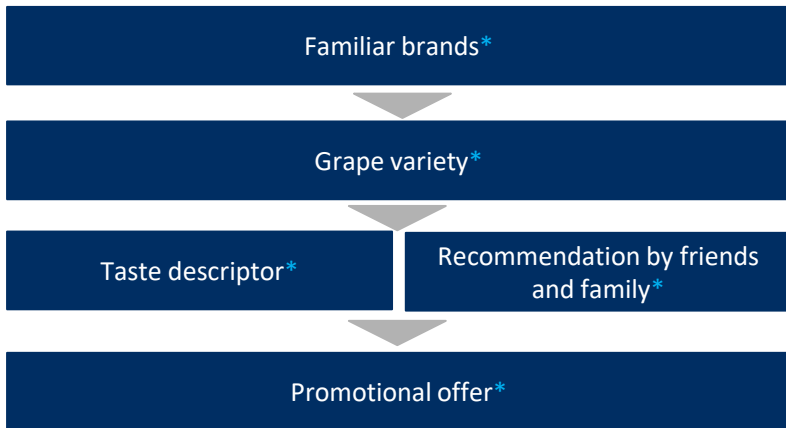 Familiar brands*
Grape variety*
Taste descriptor*
Recommendation by friends
and family*
Promotional offer*